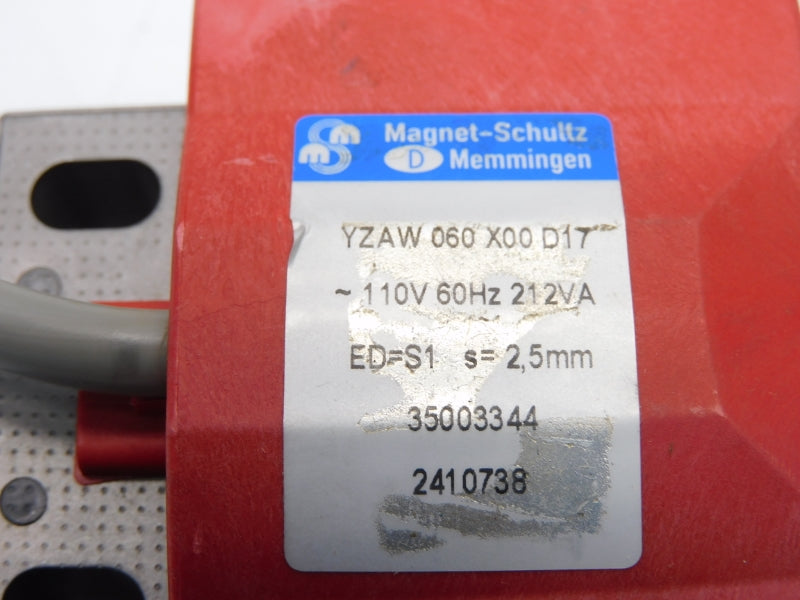 Magnet-Schultz
D Memmingen
YZAW 060 X00 D17
~ 110V 60Hz 212VA
ED=S1 s= 2,5mm
35003344
2410738